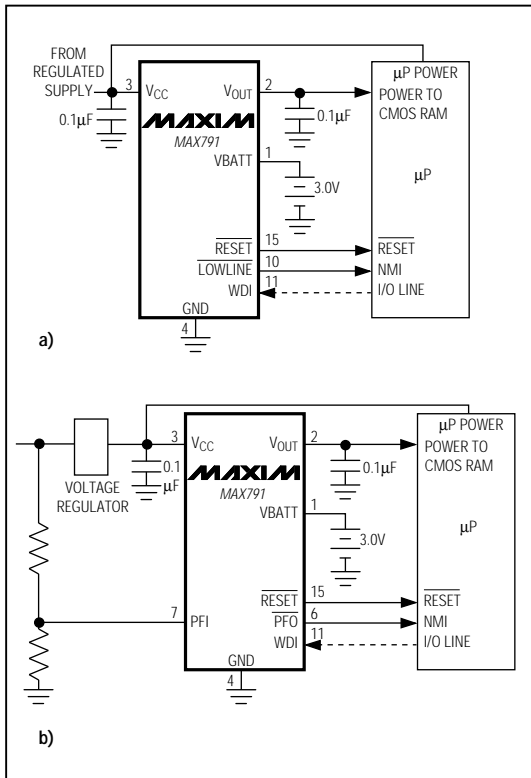 FROM
REGULATED
SUPPLY
3
VCC
0.1µF
MAXIM
MAX791
VOUT
2
0.1µF
VBATT
1
3.0V
RESET
15
LOWLINE
10
WDI
11
GND
4
µP POWER
POWER TO
CMOS RAM
µP
RESET
NMI
I/O LINE
a)
VOLTAGE
REGULATOR
3
VCC
0.1
µF
MAXIM
MAX791
VOUT
2
0.1µF
VBATT
1
3.0V
7
PFI
RESET
15
PFO
6
WDI
11
GND
4
µP POWER
POWER TO
CMOS RAM
µP
RESET
NMI
I/O LINE
b)